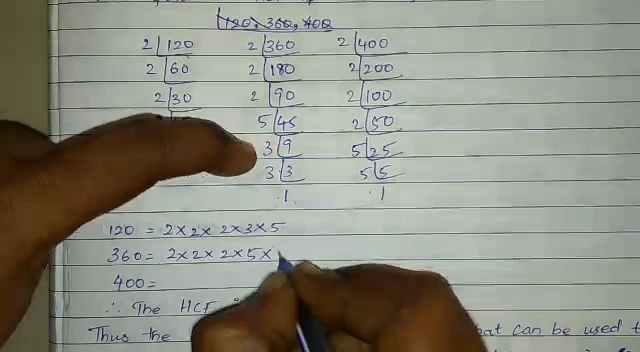 120, 360, 400
2 120 2 360 2 400
2 60 2 180 2 200
2 30 2 90 2 100
5 45 2 50
3 9 5 25
3 3 5 5
1 1
120 = 2×2×2×3×5
360 = 2×2×2×5×
400 =
∴ The HCF
Thus the that can be used